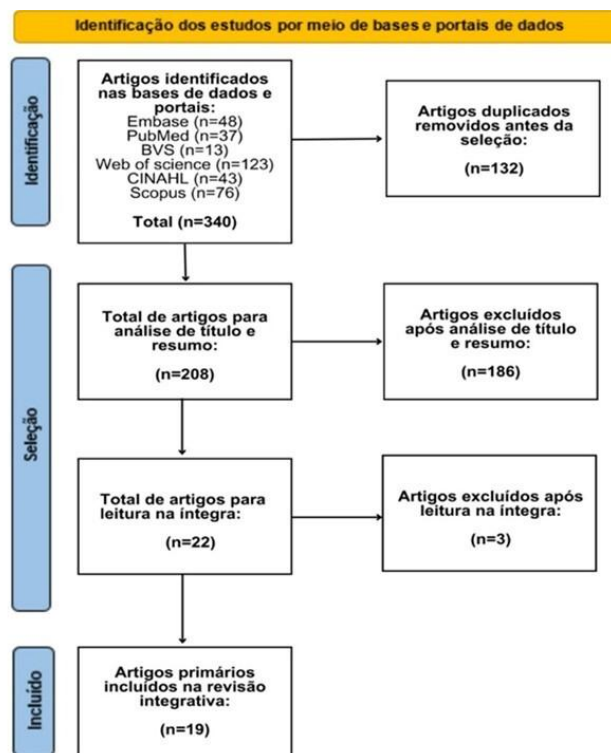 Identificação dos estudos por meio de bases e portais de dados
Identificação
Artigos identificados
nas bases de dados e
portais:
Embase (n=48)
PubMed (n=37)
BVS (n=13)
Web of science (n=123)
CINAHL (n=43)
Scopus (n=76)
Total (n=340)
Artigos duplicados
removidos antes da
seleção:
(n=132)
Seleção
Total de artigos para
análise de título e
resumo:
(n=208)
Artigos excluídos
após análise de título
e resumo:
(n=186)
Total de artigos para
leitura na íntegra:
(n=22)
Artigos excluídos após
leitura na íntegra:
(n=3)
Incluído
Artigos primários
incluídos na revisão
integrativa:
(n=19)